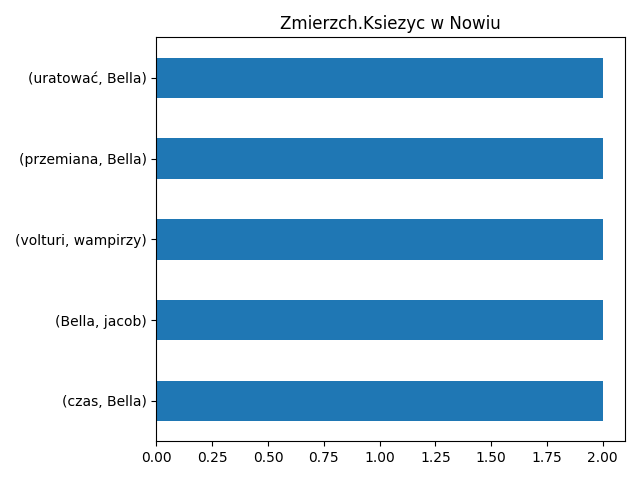 Zmierzch.Ksiezyc w Nowiu
(uratować, Bella)
(przemiana, Bella)
(volturi, wampirzy)
(Bella, jacob)
(czas, Bella)
0.00 0.25 0.50 0.75 1.00 1.25 1.50 1.75 2.00